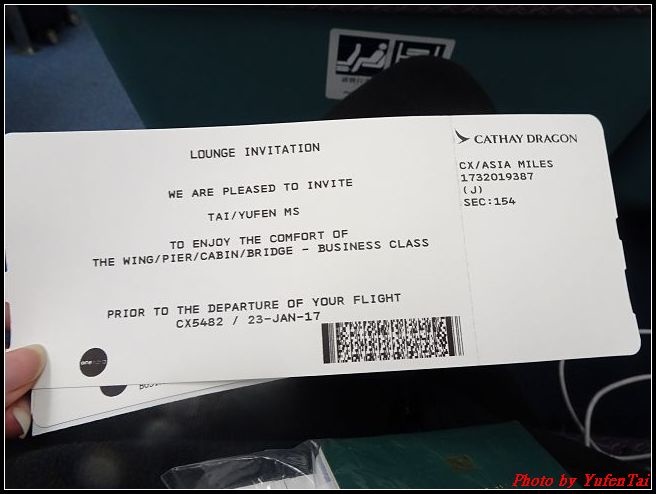 LOUNGE INVITATION
WE ARE PLEASED TO INVITE
TAI/YUFEN MS
TO ENJOY THE COMFORT OF
THE WING/PIER/CABIN/BRIDGE - BUSINESS CLASS
PRIOR TO THE DEPARTURE OF YOUR FLIGHT
CX5482 / 23-JAN-17
CATHAY DRAGON
CX/ASIA MILES
1732019387
(J)
SEC:154
one
Photo by YufenTai